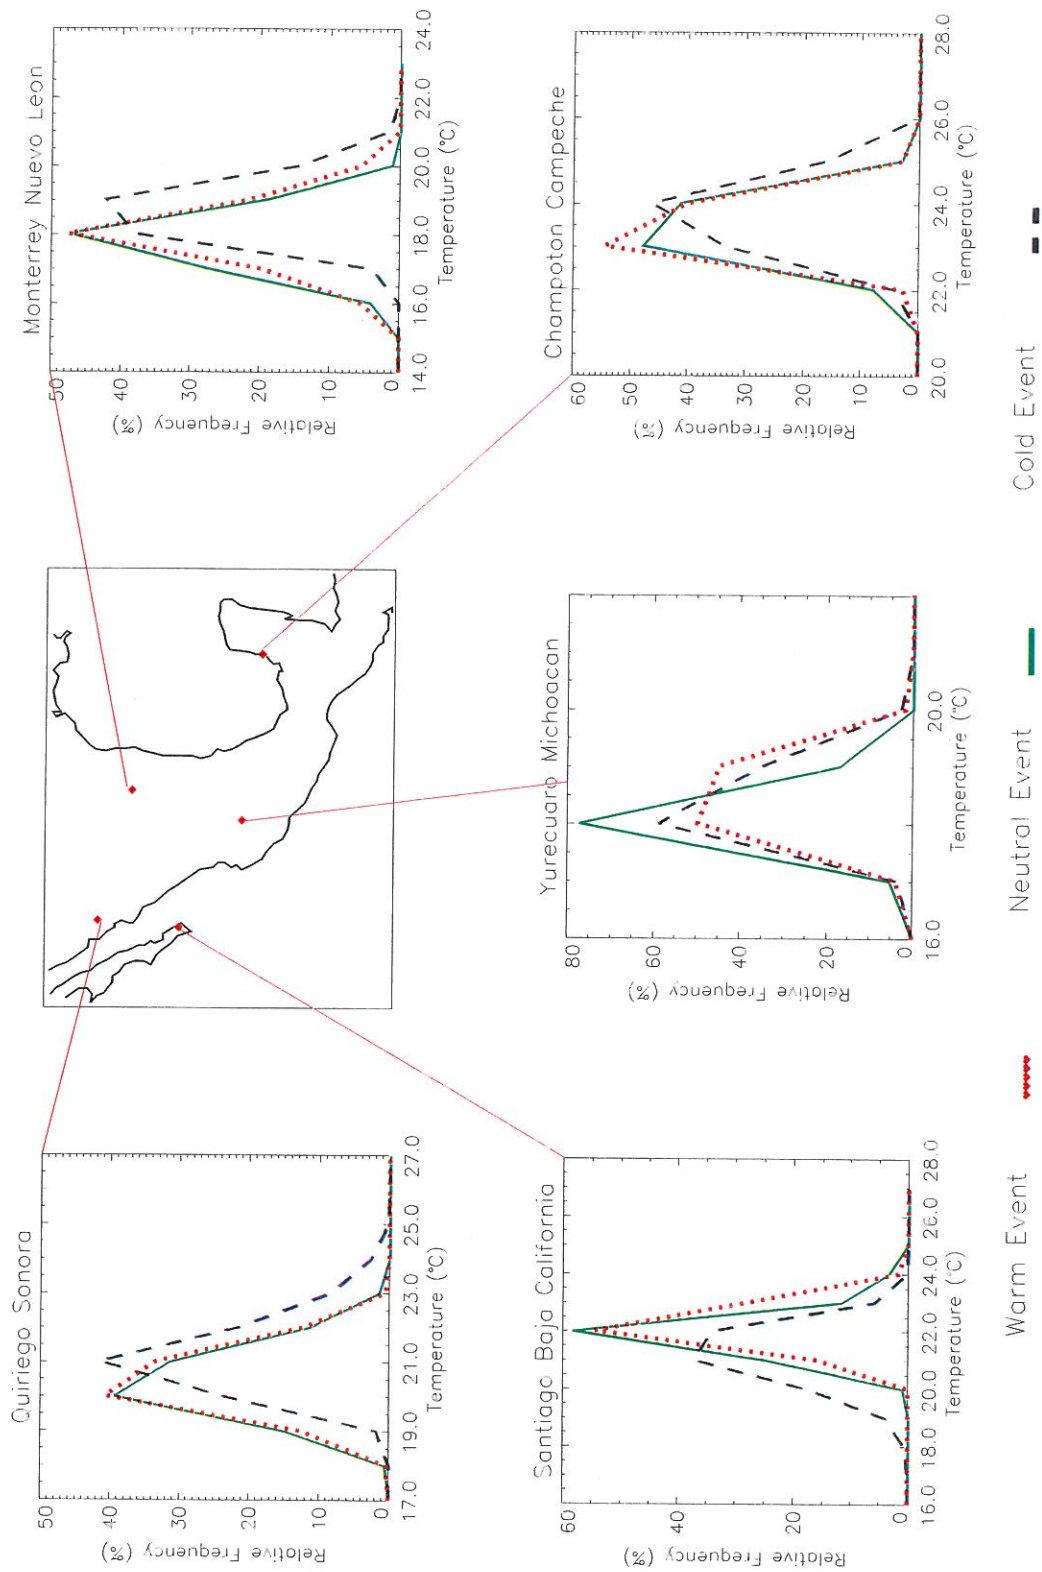 Quiriego Sonora
Relative Frequency (%)
50
40
30
20
10
0
17.0 19.0 21.0 23.0 25.0 27.0
Temperature (°C)
Monterrey Nuevo Leon
Relative Frequency (%)
50
40
30
20
10
0
14.0 16.0 18.0 20.0 22.0 24.0
Temperature (°C)
Santiago Baja California
Relative Frequency (%)
60
40
20
0
16.0 18.0 20.0 22.0 24.0 26.0 28.0
Temperature (°C)
Yurecuaro Michoacan
Relative Frequency (%)
80
60
40
20
0
16.0 20.0
Temperature (°C)
Champoton Campeche
Relative Frequency (%)
60
50
40
30
20
10
0
20.0 22.0 24.0 26.0 28.0
Temperature (°C)
Warm Event Neutral Event Cold Event